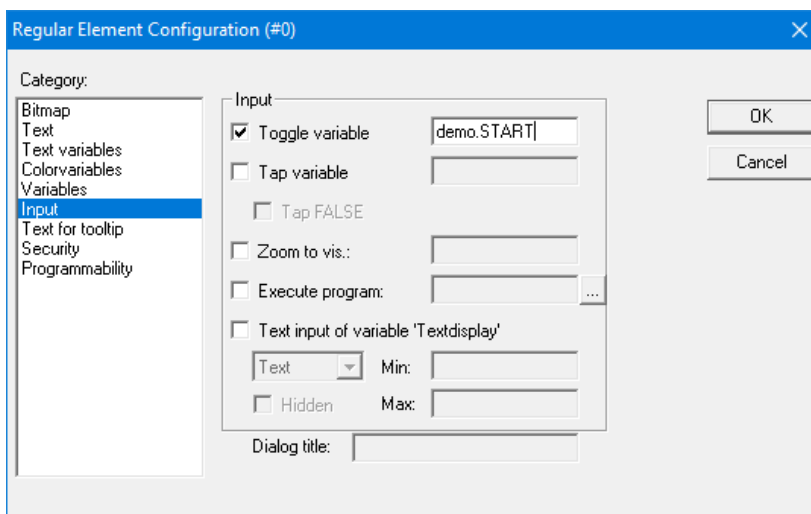 Regular Element Configuration (#0)
Category:
Bitmap
Text
Text variables
Colorvariables
Variables
Input
Text for tooltip
Security
Programmability
Input
Toggle variable demo.START
Tap variable
Tap FALSE
Zoom to vis.:
Execute program: ...
Text input of variable 'Textdisplay'
Text Min:
Hidden Max:
Dialog title:
OK
Cancel